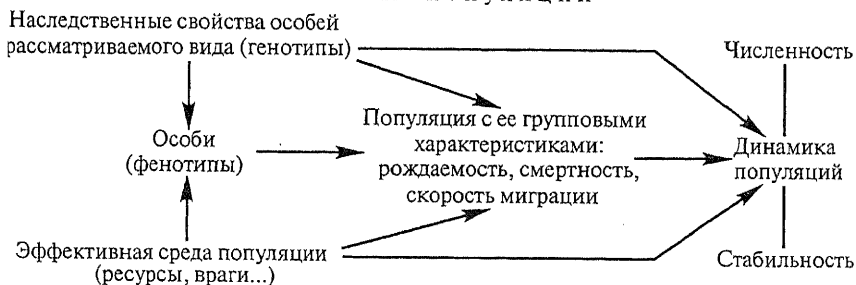 Наследственные свойства особей
рассматриваемого вида (генотипы)
Численность
Особи
(фенотипы)
Популяция с ее групповыми
характеристиками:
рождаемость, смертность,
скорость миграции
Динамика
популяций
Эффективная среда популяции
(ресурсы, враги...)
Стабильность